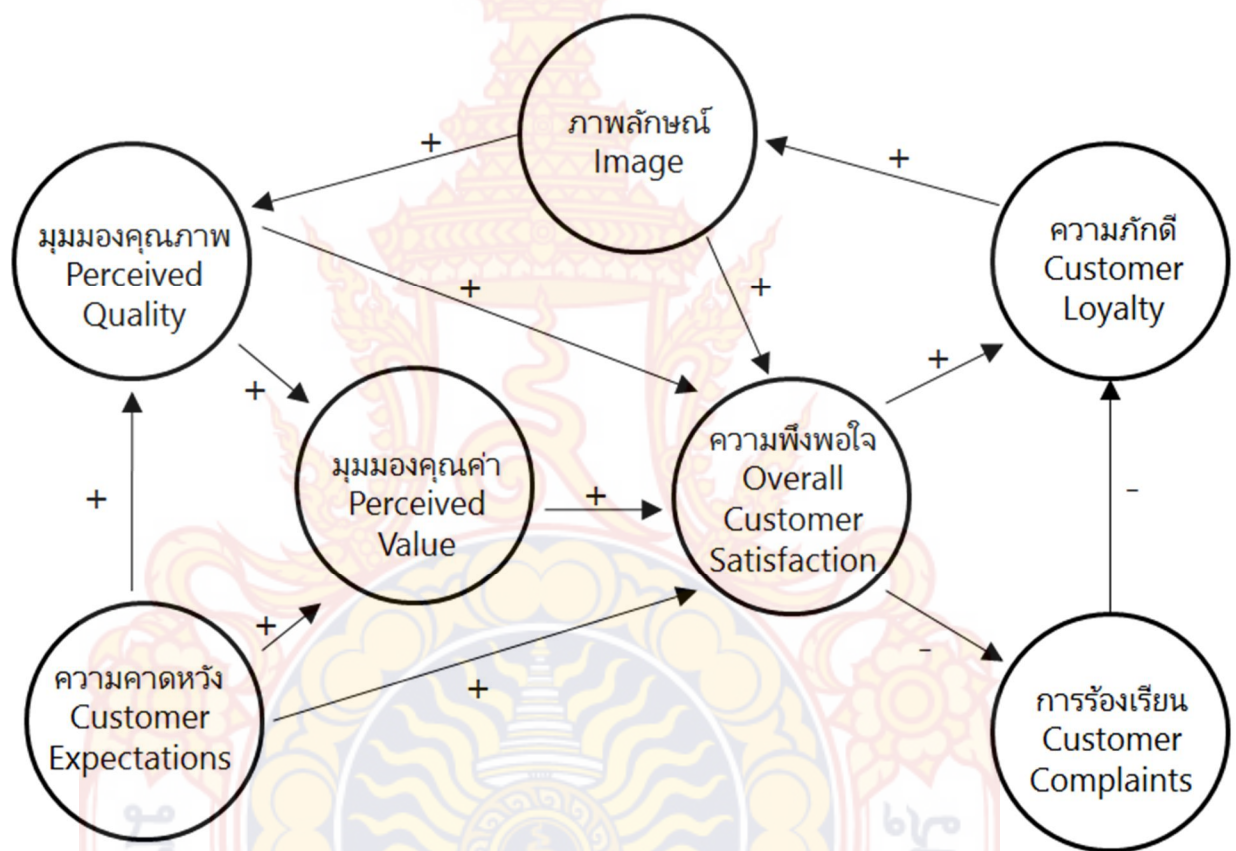 ภาพลักษณ์
Image
+
+
มุมมองคุณภาพ
Perceived
Quality
ความภักดี
Customer
Loyalty
+
+
+
+
มุมมองคุณค่า
Perceived
Value
ความพึงพอใจ
Overall
Customer
Satisfaction
+
+
-
+
-
+
ความคาดหวัง
Customer
Expectations
การร้องเรียน
Customer
Complaints